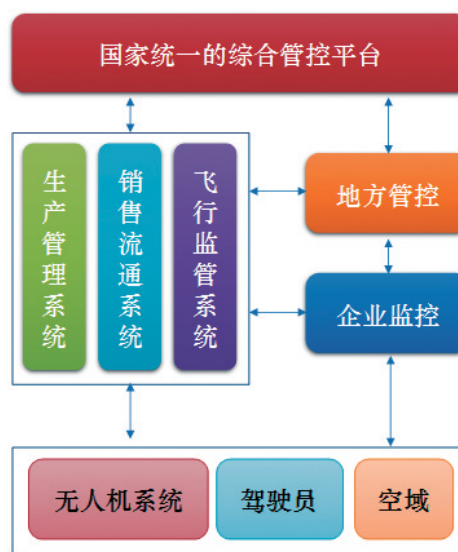 国家统一的综合管控平台
生产管理系统
销售流通系统
飞行监管系统
地方管控
企业监控
无人机系统
驾驶员
空域